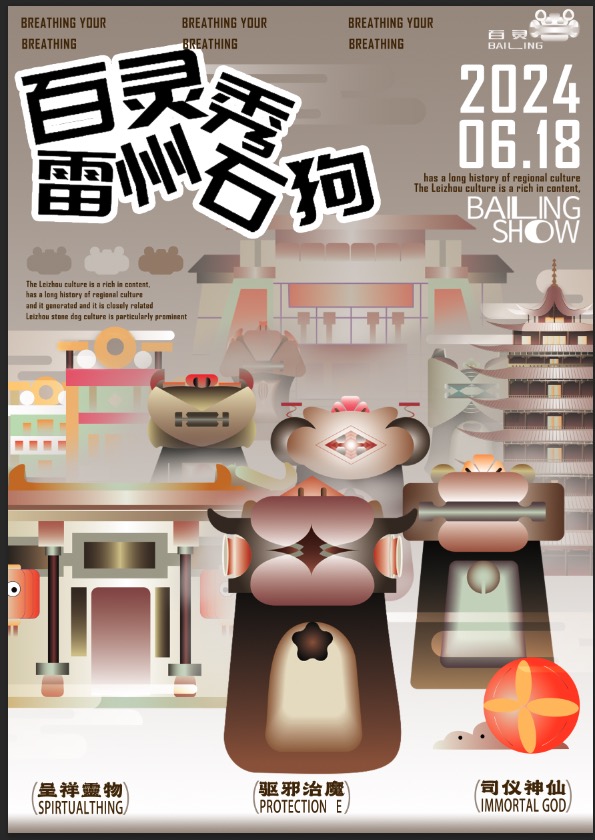 BREATHING YOUR BREATHING YOUR BREATHING YOUR
BREATHING BREATHING BREATHING
百灵
BAILING
百灵秀
雷州石狗
2024
06.18
has a long history of regional culture
The Leizhou culture is a rich in content,
BAILING
SHOW
The Leizhou culture is a rich in content,
has a long history of regional culture
and it generated and it is closely related
Leizhou stone dog culture is particularly prominent
呈祥靈物
SPIRTUALTHING
驱邪治魔
PROTECTION E
司仪神仙
IMMORTAL GOD